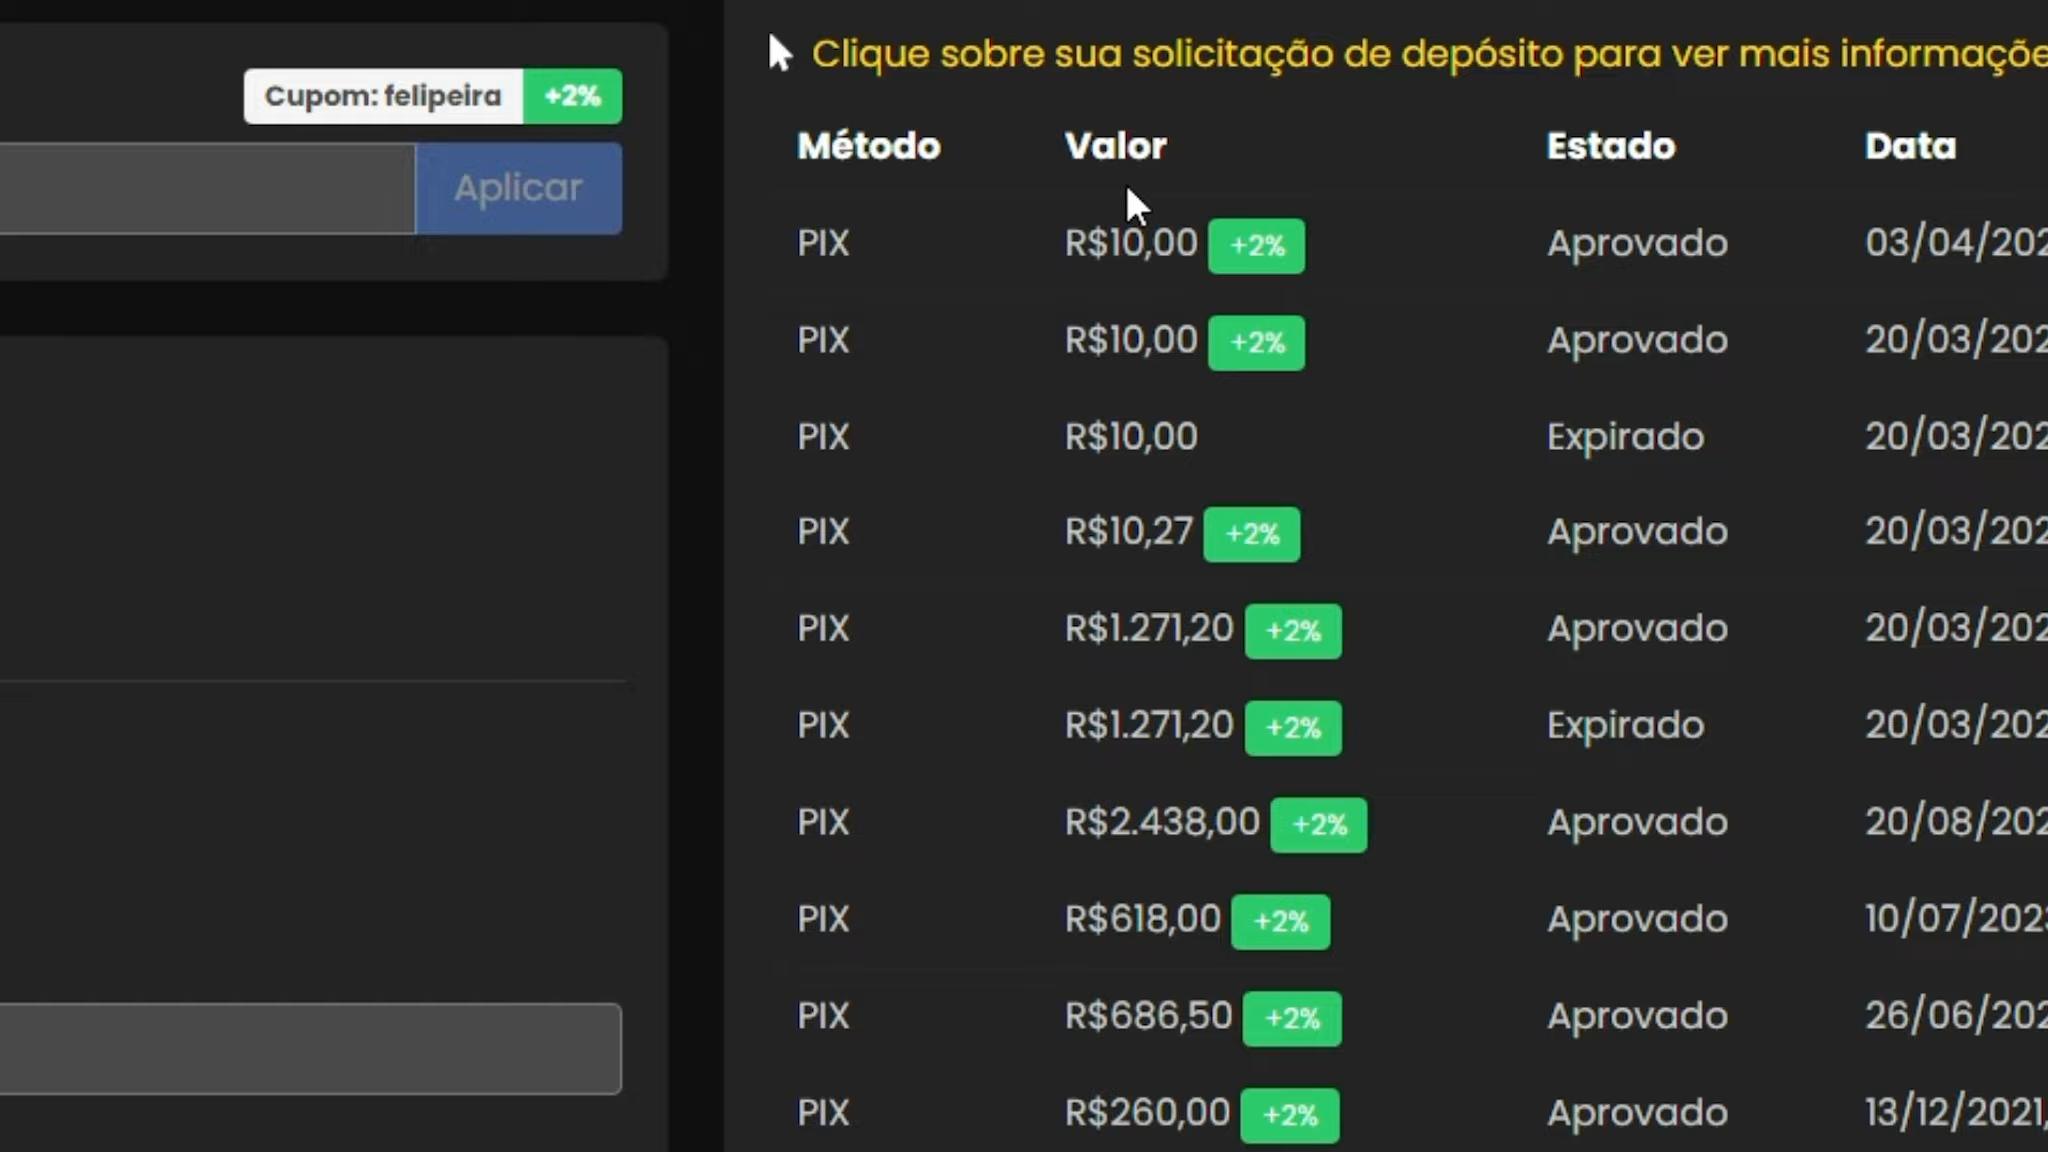 Cupom: felipeira +2%
Aplicar
Clique sobre sua solicitação de depósito para ver mais informaçõe
Método Valor Estado Data
PIX R$10,00 +2% Aprovado 03/04/202
PIX R$10,00 +2% Aprovado 20/03/202
PIX R$10,00 Expirado 20/03/202
PIX R$10,27 +2% Aprovado 20/03/202
PIX R$1.271,20 +2% Aprovado 20/03/202
PIX R$1.271,20 +2% Expirado 20/03/202
PIX R$2.438,00 +2% Aprovado 20/08/202
PIX R$618,00 +2% Aprovado 10/07/2023
PIX R$686,50 +2% Aprovado 26/06/202
PIX R$260,00 +2% Aprovado 13/12/2021,